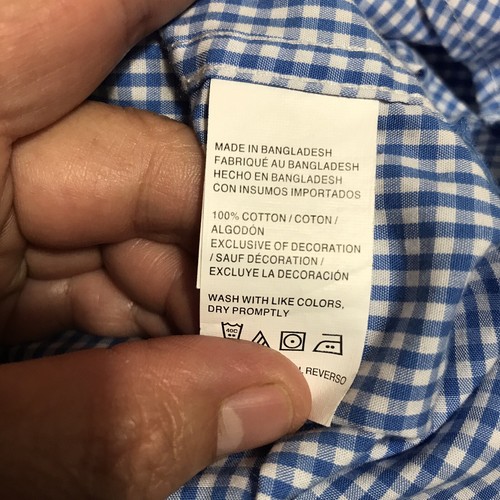 MADE IN BANGLADESH
FABRIQUÉ AU BANGLADESH
HECHO EN BANGLADESH
CON INSUMOS IMPORTADOS
100% COTTON / COTON /
ALGODÓN
EXCLUSIVE OF DECORATION
/ SAUF DÉCORATION /
EXCLUYE LA DECORACIÓN
WASH WITH LIKE COLORS,
DRY PROMPTLY
40C
REVERSO